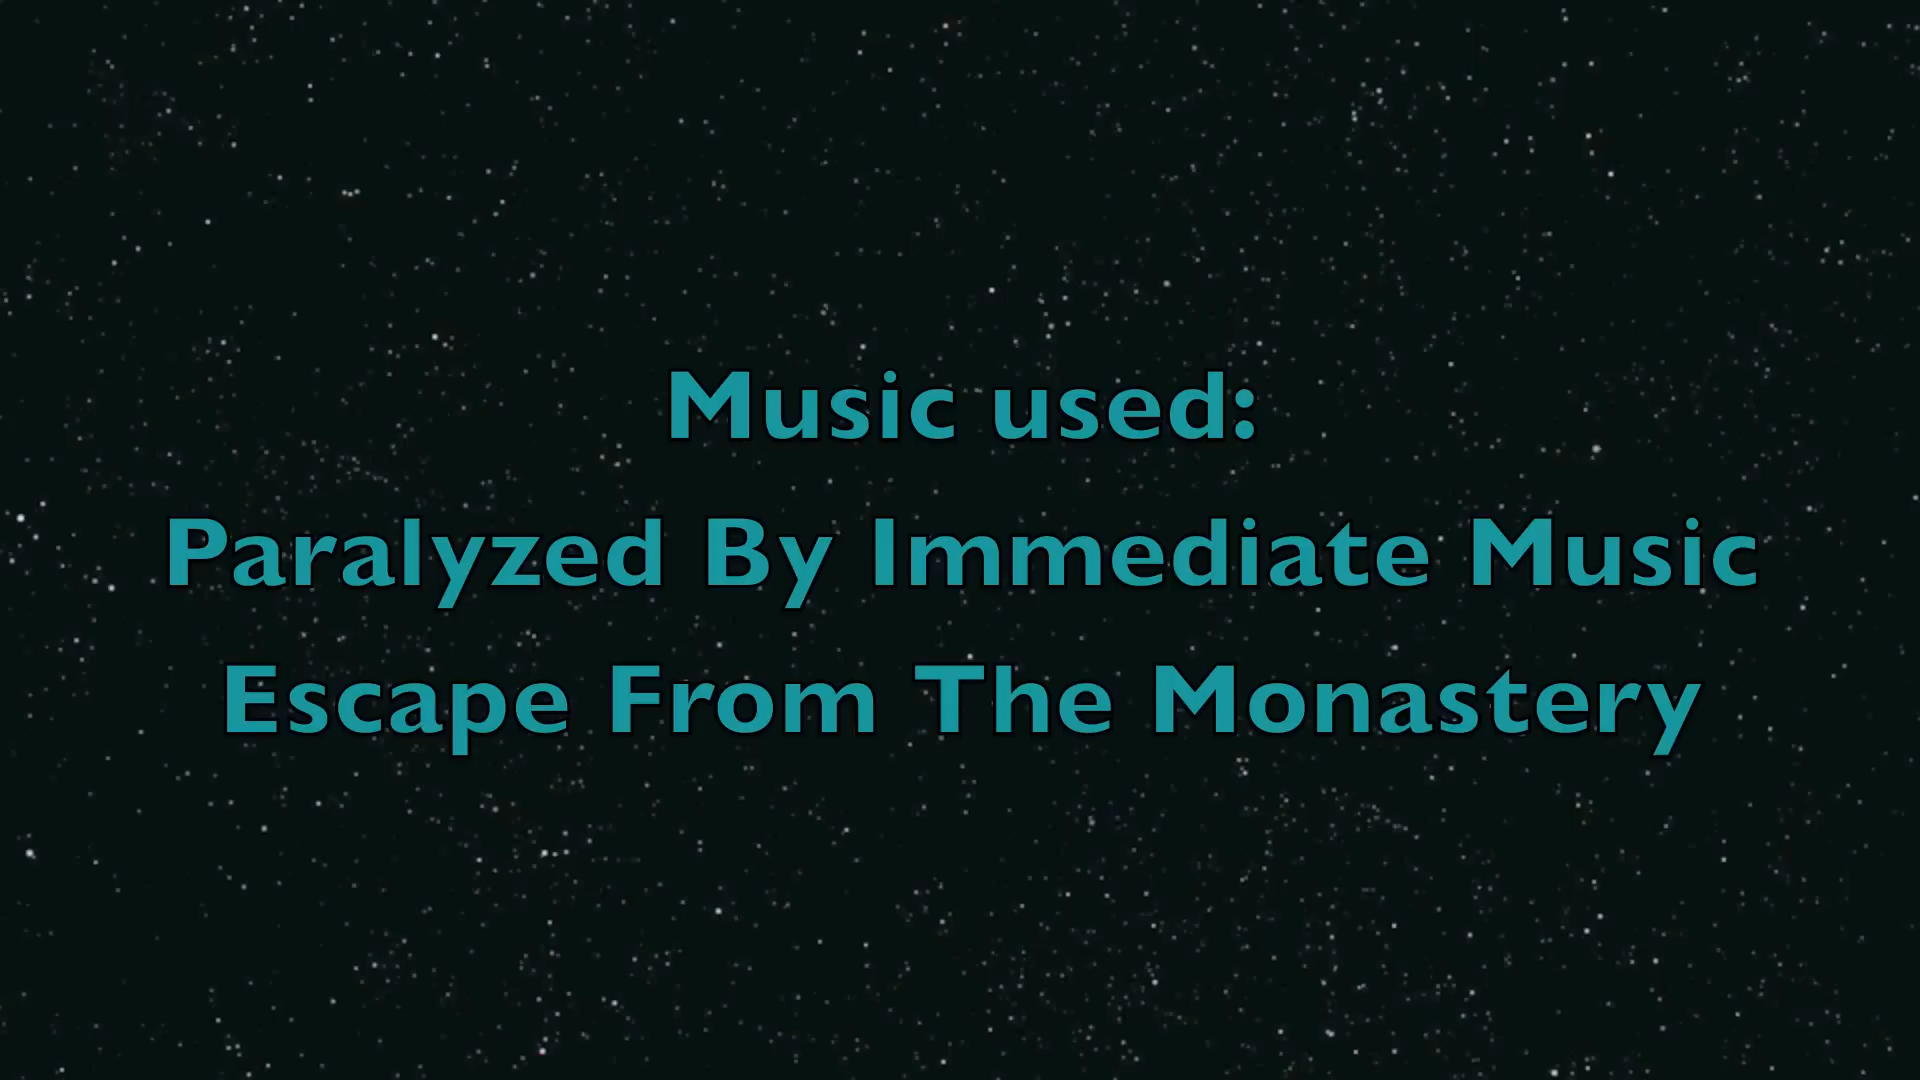 Music used:
Paralyzed By Immediate Music
Escape From The Monastery